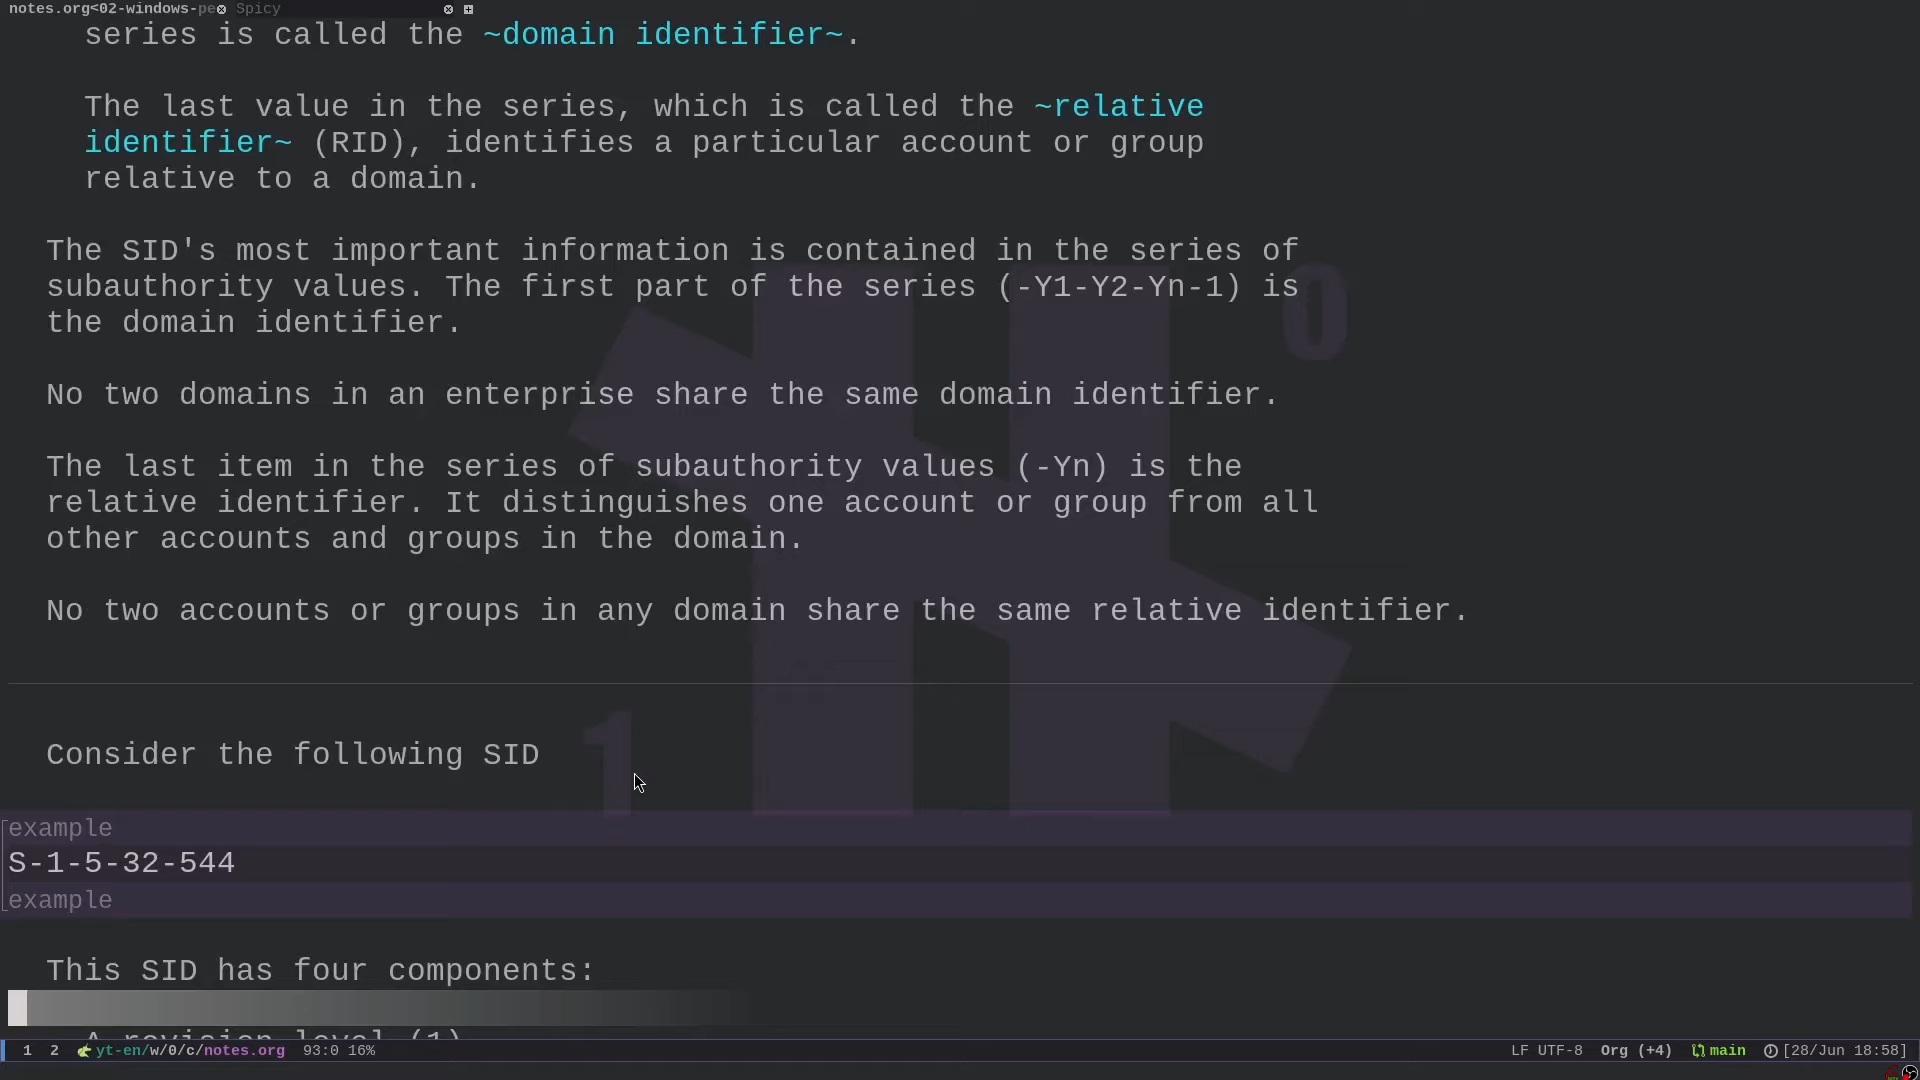 notes.org<02-windows-pe Spicy
series is called the ~domain identifier~.
The last value in the series, which is called the ~relative
identifier~ (RID), identifies a particular account or group
relative to a domain.
The SID's most important information is contained in the series of
subauthority values. The first part of the series (-Y1-Y2-Yn-1) is
the domain identifier.
No two domains in an enterprise share the same domain identifier.
The last item in the series of subauthority values (-Yn) is the
relative identifier. It distinguishes one account or group from all
other accounts and groups in the domain.
No two accounts or groups in any domain share the same relative identifier.
Consider the following SID
example
S-1-5-32-544
example
This SID has four components:
A revision level (1)
1 2 yt-en/w/0/c/notes.org 93:0 16% LF UTF-8 Org (+4) main [28/Jun 18:58]
0
1